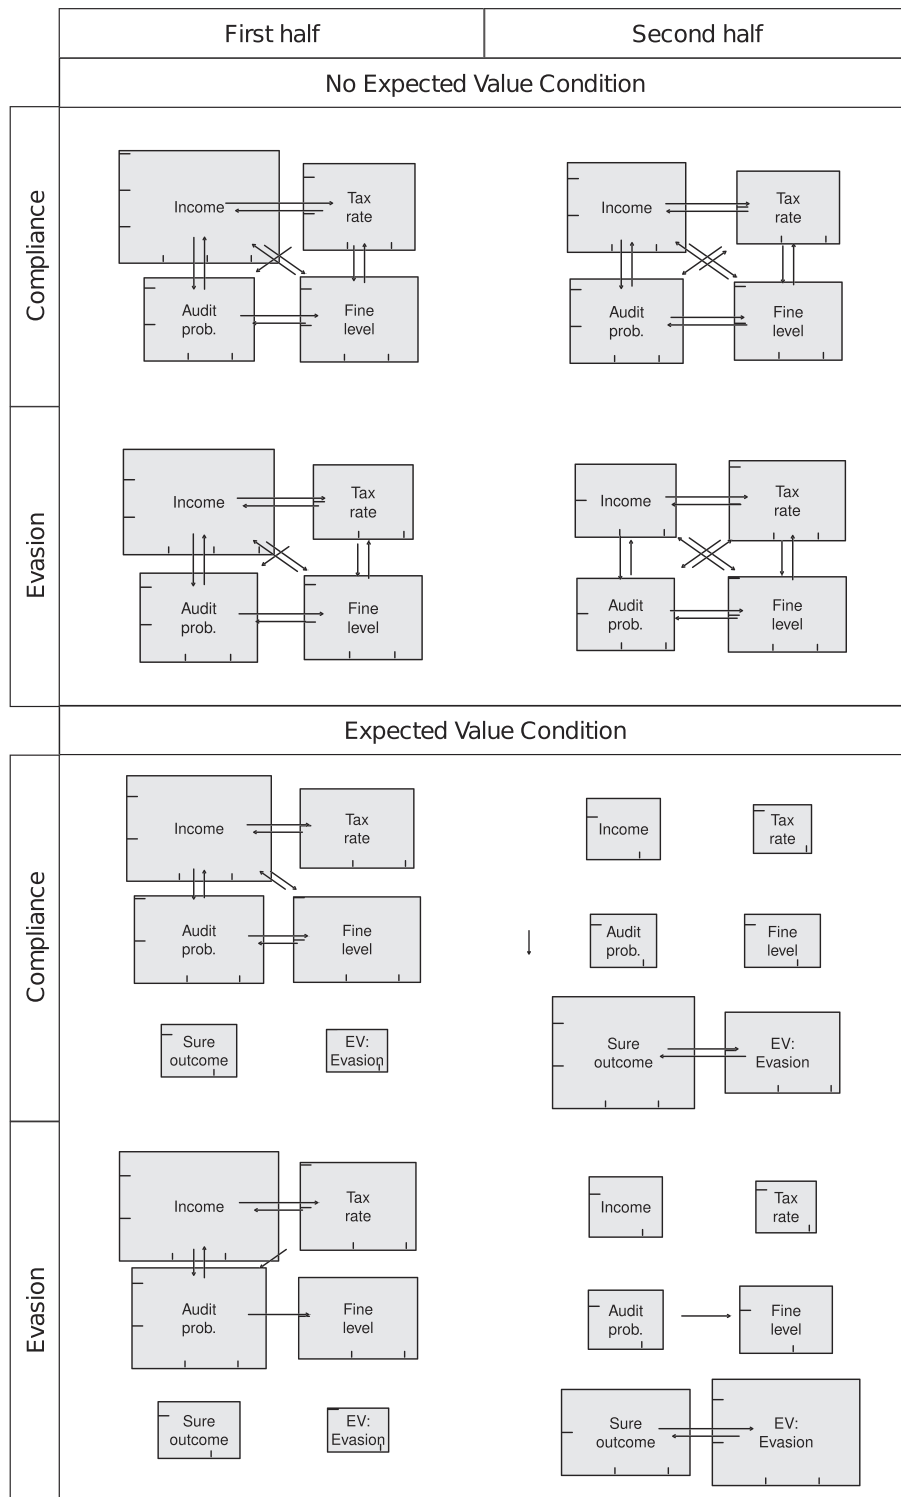 First half
Second half
No Expected Value Condition
Compliance
Income
Tax
rate
Audit
prob.
Fine
level
Income
Tax
rate
Audit
prob.
Fine
level
Evasion
Income
Tax
rate
Audit
prob.
Fine
level
Income
Tax
rate
Audit
prob.
Fine
level
Expected Value Condition
Compliance
Income
Tax
rate
Audit
prob.
Fine
level
Sure
outcome
EV:
Evasion
Income
Tax
rate
Audit
prob.
Fine
level
Sure
outcome
EV:
Evasion
Evasion
Income
Tax
rate
Audit
prob.
Fine
level
Sure
outcome
EV:
Evasion
Income
Tax
rate
Audit
prob.
Fine
level
Sure
outcome
EV:
Evasion